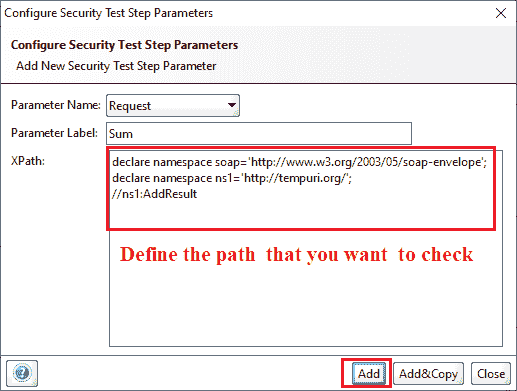 Configure Security Test Step Parameters
Configure Security Test Step Parameters
Add New Security Test Step Parameter
Parameter Name: Request
Parameter Label: Sum
XPath: declare namespace soap='http://www.w3.org/2003/05/soap-envelope';
declare namespace ns1='http://tempuri.org/';
//ns1:AddResult
Define the path that you want to check
? Add Add&Copy Close